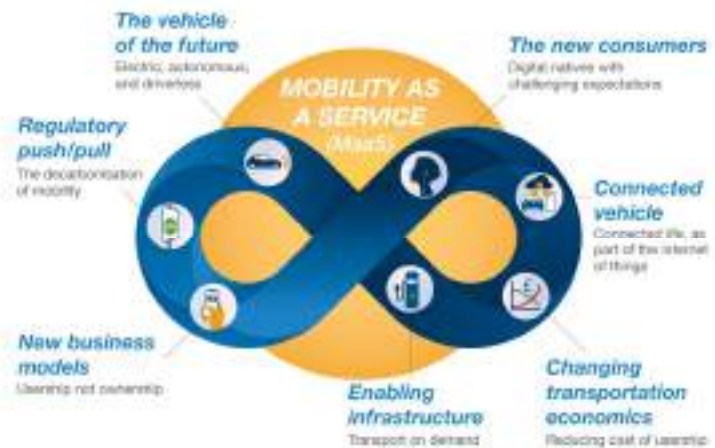 The vehicle
of the future
Electric, autonomous,
and driverless
The new consumers
Digital natives with
challenging expectations
MOBILITY AS
A SERVICE
(MaaS)
Regulatory
push/pull
The decarbonisation
of mobility
Connected
vehicle
Connected life, as
part of the internet
of things
New business
models
Usership not ownership
Enabling
infrastructure
Transport on demand
Changing
transportation
economics
Reducing cost of usership